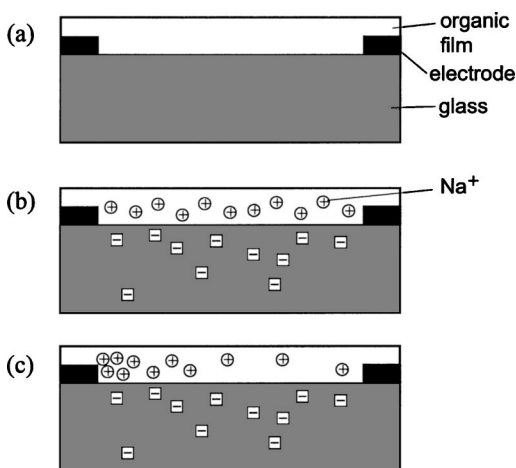 (a)
organic
film
electrode
glass
(b)
Na+
(c)